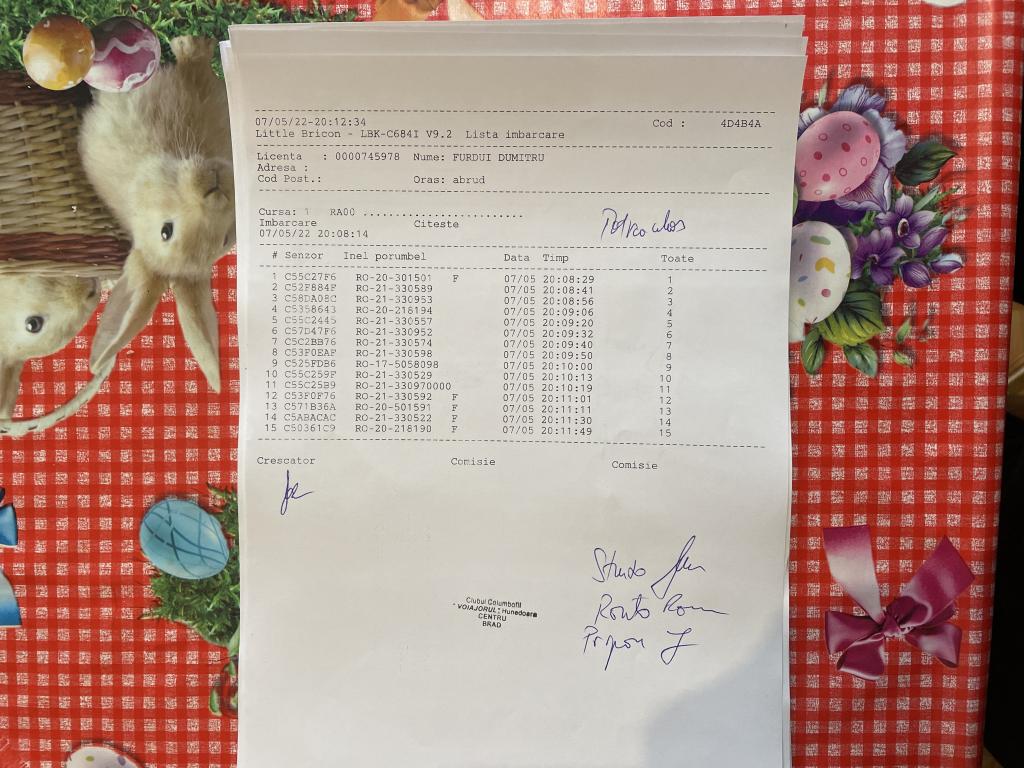 07/05/22-20:12:34 Cod : 4D4B4A
Little Bricon - LBK-C684I V9.2 Lista imbarcare
Licenta : 0000745978 Nume: FURDUI DUMITRU
Adresa :
Cod Post.: Oras: abrud
Cursa: 1 RA00 .........................
Imbarcare Citeste
07/05/22 20:08:14
# Senzor Inel porumbel Data Timp Toate
1 C55C27F6 RO-20-301501 F 07/05 20:08:29 1
2 C52F884F RO-21-330589 07/05 20:08:41 2
3 C58DA08C RO-21-330953 07/05 20:08:56 3
4 C5358643 RO-20-218194 07/05 20:09:06 4
5 C55C2445 RO-21-330557 07/05 20:09:20 5
6 C57D47F6 RO-21-330952 07/05 20:09:32 6
7 C5C2BB76 RO-21-330574 07/05 20:09:40 7
8 C53F0EAF RO-21-330598 07/05 20:09:50 8
9 C525FDB6 RO-17-5058098 07/05 20:10:00 9
10 C55C259F RO-21-330529 07/05 20:10:13 10
11 C55C25B9 RO-21-330970000 07/05 20:10:19 11
12 C53F0F76 RO-21-330592 F 07/05 20:11:01 12
13 C571B36A RO-20-501591 F 07/05 20:11:11 13
14 C5ABACAC RO-21-330522 F 07/05 20:11:30 14
15 C50361C9 RO-20-218190 F 07/05 20:11:49 15
Crescator Comisie Comisie
Clubul Columbofil
"VOIAJORUL" Hunedoara
CENTRU
BRAD